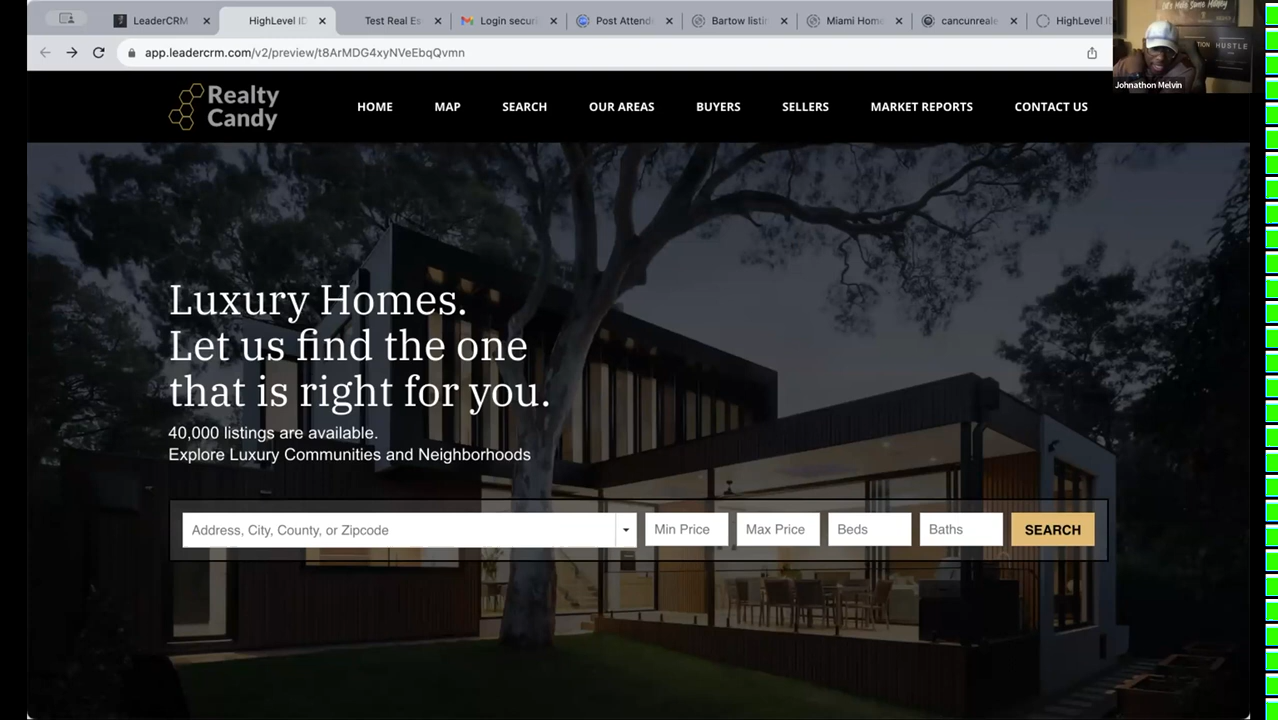 LeaderCRM
HighLevel ID
Test Real Es
Login securi
Post Attend
Bartow listin
Miami Home
cancunreale
HighLevel ID
app.leadercrm.com/v2/preview/t8ArMDG4xyNVeEbqQvmn
HUSTLE
Johnathon Melvin
Realty
Candy
HOME
MAP
SEARCH
OUR AREAS
BUYERS
SELLERS
MARKET REPORTS
CONTACT US
Luxury Homes.
Let us find the one
that is right for you.
40,000 listings are available.
Explore Luxury Communities and Neighborhoods
Address, City, County, or Zipcode
Min Price
Max Price
Beds
Baths
SEARCH